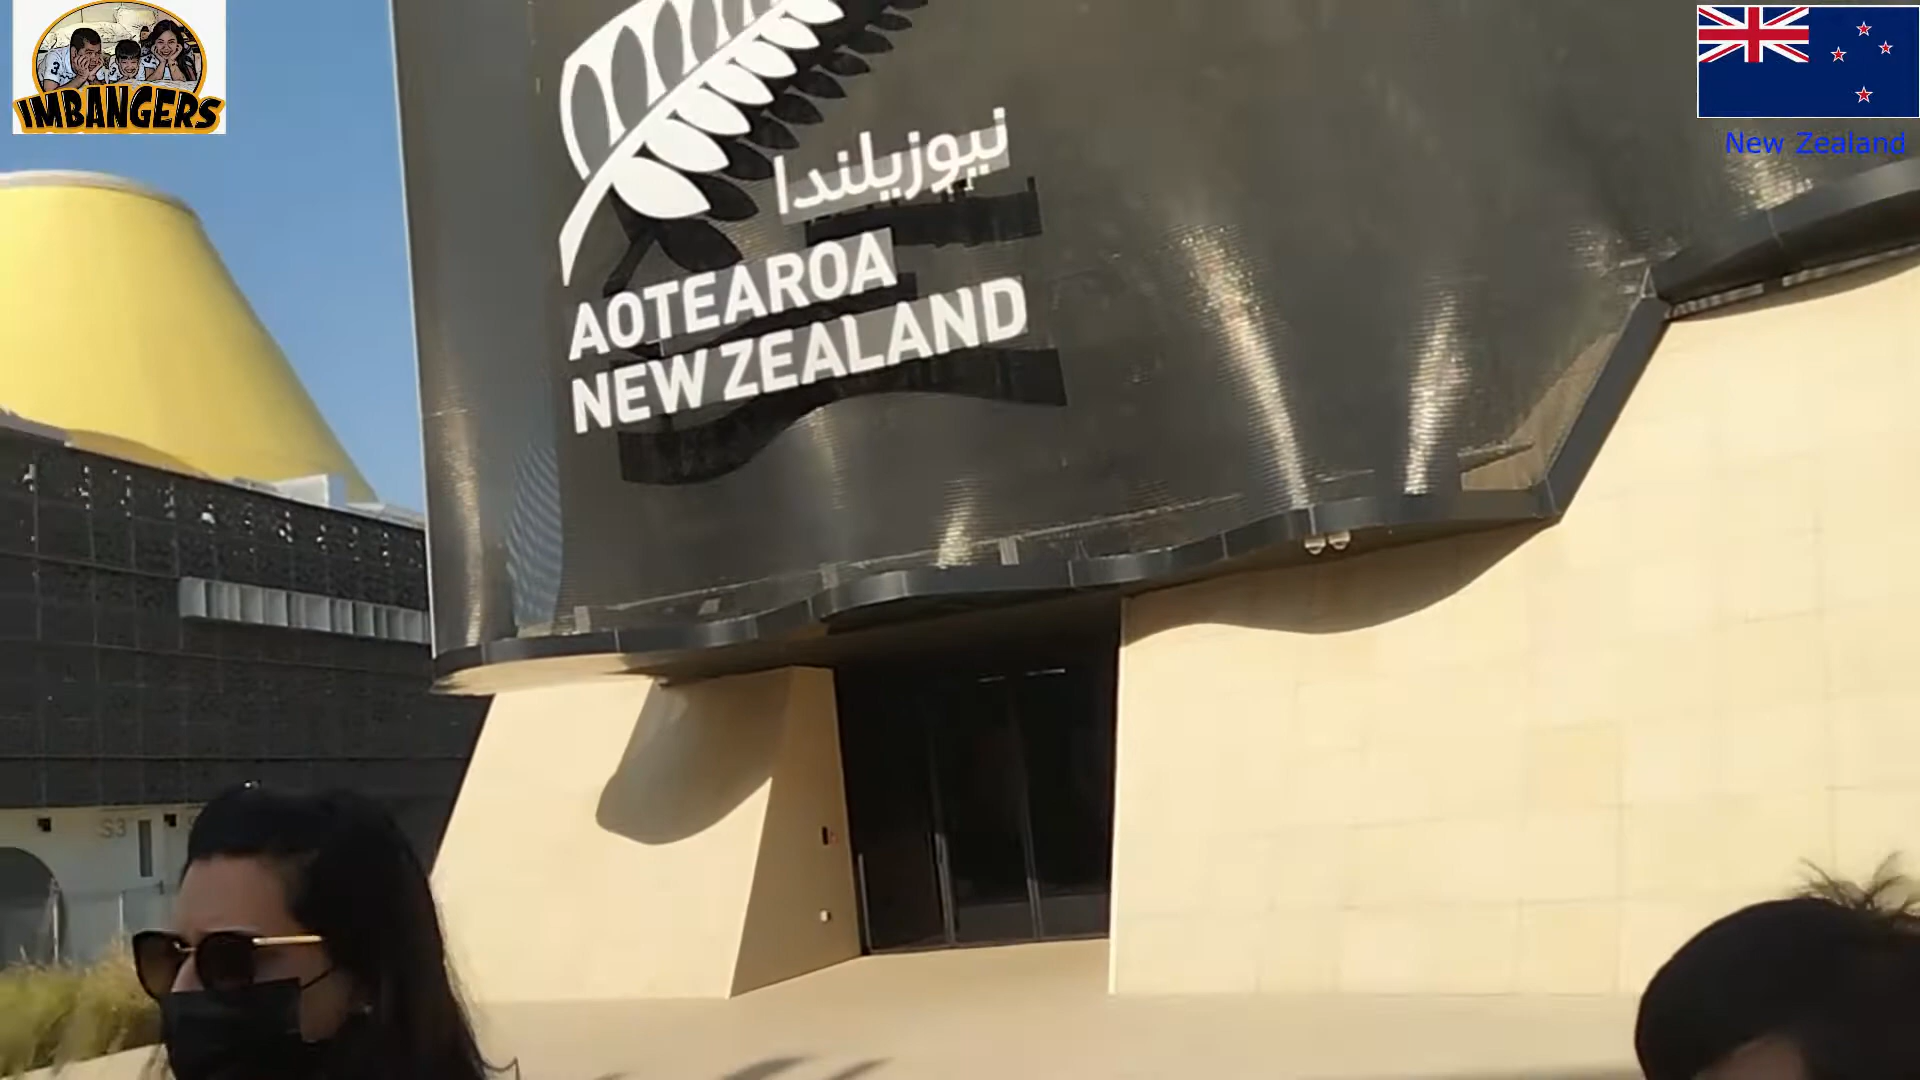 IMBANGERS
New Zealand
نيوزيلندا
AOTEAROA
NEW ZEALAND
S3